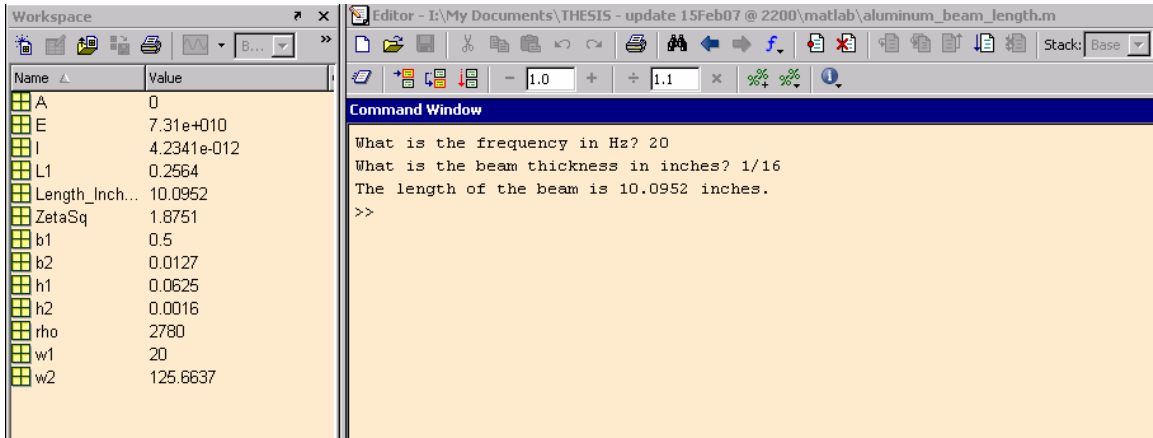 Workspace
B...
»
Name Value
A 0
E 7.31e+010
I 4.2341e-012
L1 0.2564
Length_Inch... 10.0952
ZetaSq 1.8751
b1 0.5
b2 0.0127
h1 0.0625
h2 0.0016
rho 2780
w1 20
w2 125.6637
Editor - I:\My Documents\THESIS - update 15Feb07 @ 2200\matlab\aluminum_beam_length.m
Stack: Base
− 1.0 + ÷ 1.1 ×
Command Window
What is the frequency in Hz? 20
What is the beam thickness in inches? 1/16
The length of the beam is 10.0952 inches.
>>